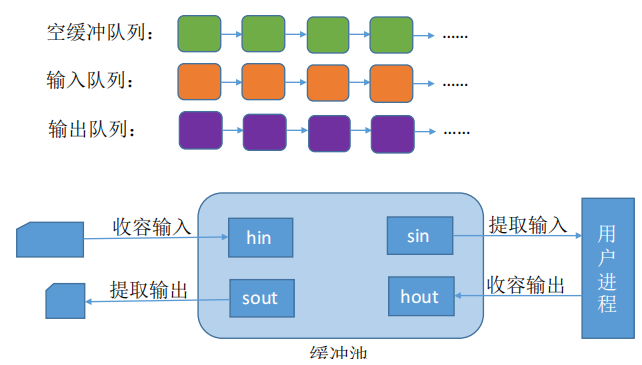 空缓冲队列： ......
输入队列： ......
输出队列： ......
收容输入 hin sin 提取输入
提取输出 sout hout 收容输出
用户进程
缓冲池